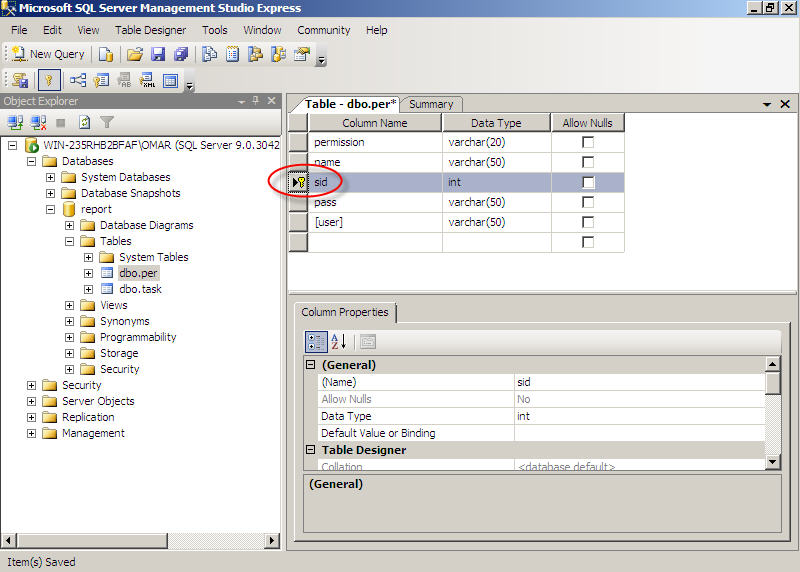 Microsoft SQL Server Management Studio Express
File Edit View Table Designer Tools Window Community Help
New Query
AB
XML
Object Explorer
WIN-235RHB2BFAF\OMAR (SQL Server 9.0.3042
Databases
System Databases
Database Snapshots
report
Database Diagrams
Tables
System Tables
dbo.per
dbo.task
Views
Synonyms
Programmability
Storage
Security
Security
Server Objects
Replication
Management
Table - dbo.per* Summary
Column Name Data Type Allow Nulls
permission varchar(20)
name varchar(50)
sid int
pass varchar(50)
[user] varchar(50)
Column Properties
A
Z
(General)
(Name) sid
Allow Nulls No
Data Type int
Default Value or Binding
Table Designer
Collation <database default>
(General)
Item(s) Saved